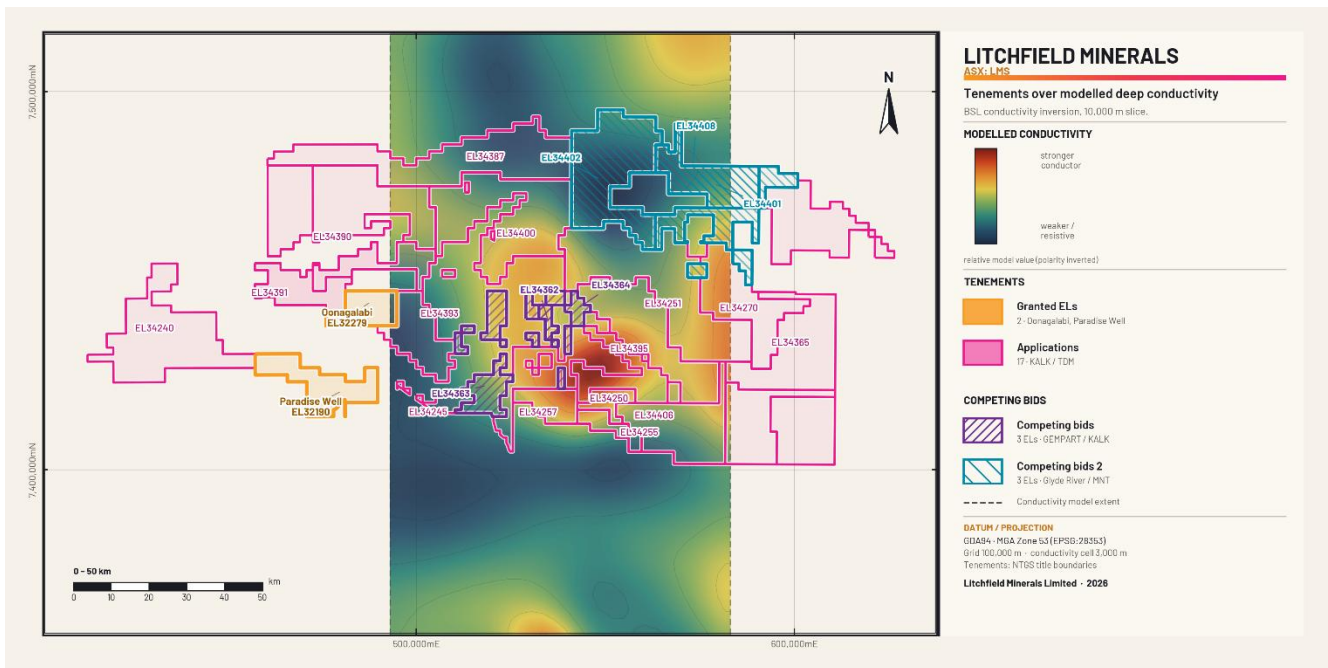 LITCHFIELD MINERALS
ASX: LMS
Tenements over modelled deep conductivity
BSL conductivity inversion, 10,000 m slice.
MODELLED CONDUCTIVITY
stronger
conductor
weaker /
resistive
relative model value (polarity inverted)
TENEMENTS
Granted ELs
2 · Oonagalabi, Paradise Well
Applications
17 · KALK / TDM
COMPETING BIDS
Competing bids
3 ELs · GEMPART / KALK
Competing bids 2
3 ELs · Glyde River / MNT
Conductivity model extent
DATUM / PROJECTION
GDA94 · MGA Zone 53 (EPSG:28353)
Grid 100,000 m · conductivity cell 3,000 m
Tenements: NTGS title boundaries
Litchfield Minerals Limited · 2026
N
7,500,000mN
7,400,000mN
500,000mE
600,000mE
EL34408
EL34387
EL34402
EL34401
EL34390
EL34400
EL34391
EL34362
EL34364
EL34251
EL34270
Oonagalabi
EL32279
EL34393
EL34240
EL34395
EL34365
EL34363
Paradise Well
EL32190
EL34245
EL34257
EL34250
EL34406
EL34255
0 – 50 km
km
0 10 20 30 40 50